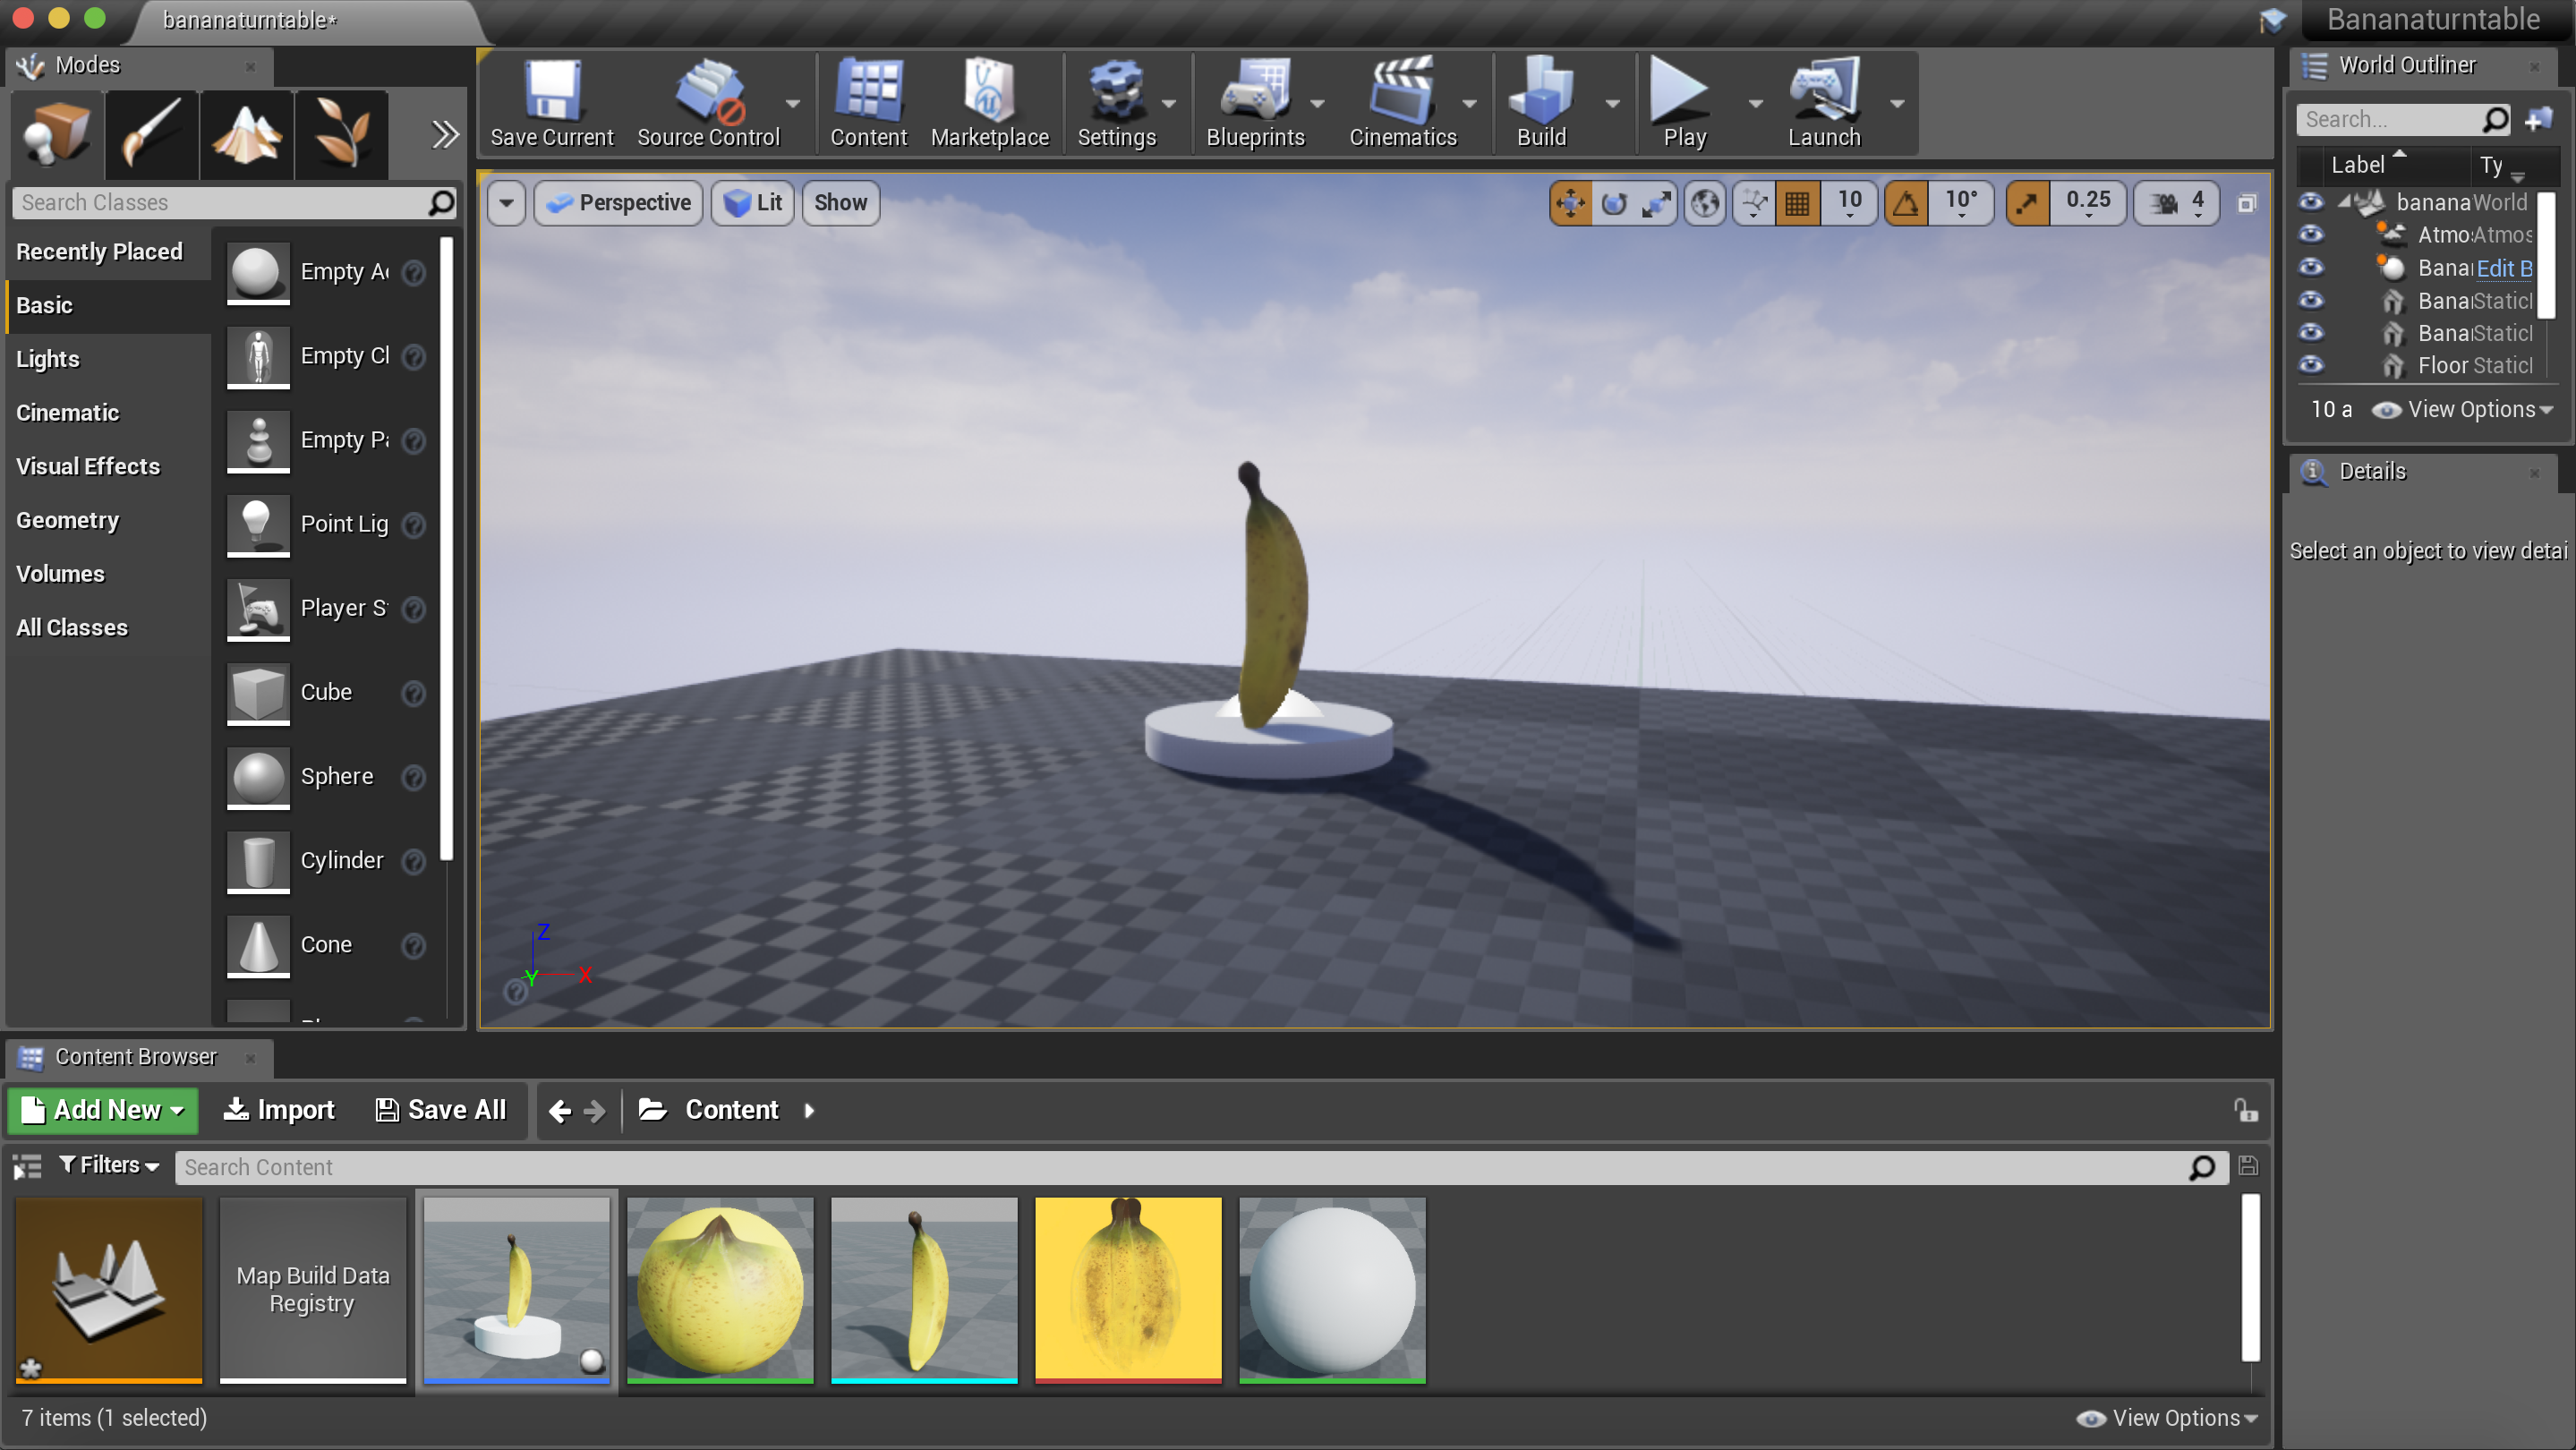 bananaturntable*
Bananaturntable
Modes
Search Classes
Recently Placed
Basic
Lights
Cinematic
Visual Effects
Geometry
Volumes
All Classes
Empty Ac
Empty Cl
Empty Pa
Point Lig
Player S
Cube
Sphere
Cylinder
Cone
Save Current
Source Control
Content
Marketplace
Settings
Blueprints
Cinematics
Build
Play
Launch
Perspective
Lit
Show
10
10°
0.25
4
Z
Y
X
World Outliner
Search...
Label
Ty
banana World
Atmo Atmos
Bana Edit B
Bana Static
Bana Static
Floor Static
10 a
View Options
Details
Select an object to view detai
Content Browser
Add New
Import
Save All
Content
Filters
Search Content
Map Build Data
Registry
7 items (1 selected)
View Options